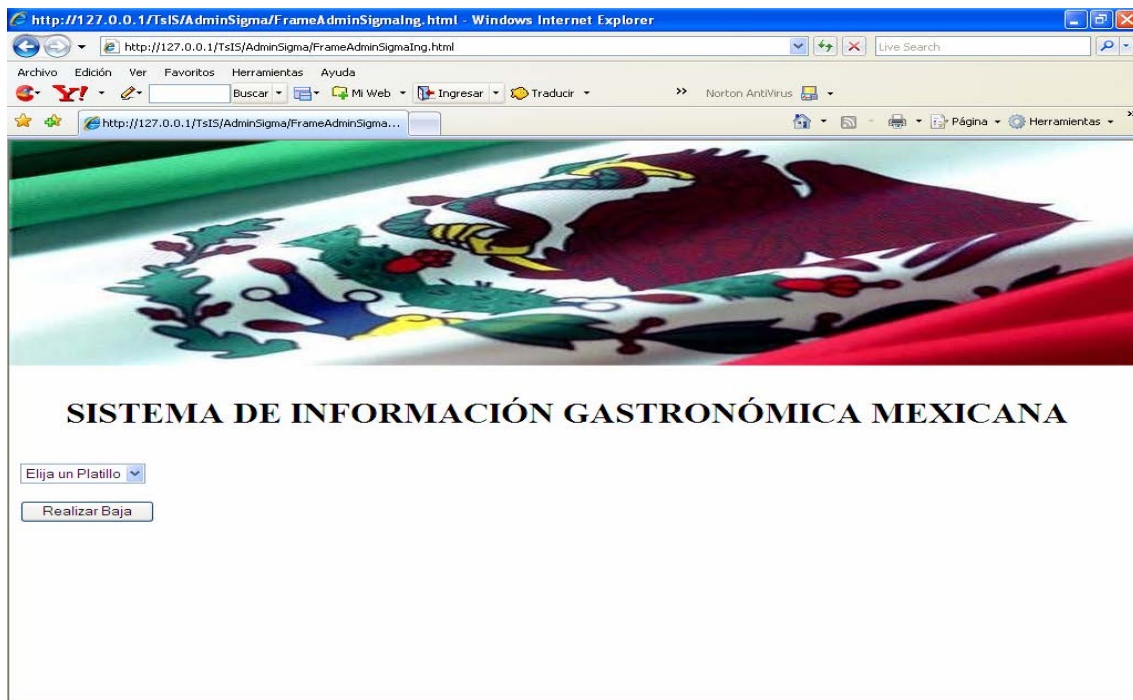 http://127.0.0.1/TsIS/AdminSigma/FrameAdminSigmaIng.html - Windows Internet Explorer
http://127.0.0.1/TsIS/AdminSigma/FrameAdminSigmaIng.html Live Search
Archivo Edición Ver Favoritos Herramientas Ayuda
Y! Buscar Mi Web Ingresar Traducir >> Norton AntiVirus
http://127.0.0.1/TsIS/AdminSigma/FrameAdminSigma... Página Herramientas
SISTEMA DE INFORMACIÓN GASTRONÓMICA MEXICANA
Elija un Platillo
Realizar Baja